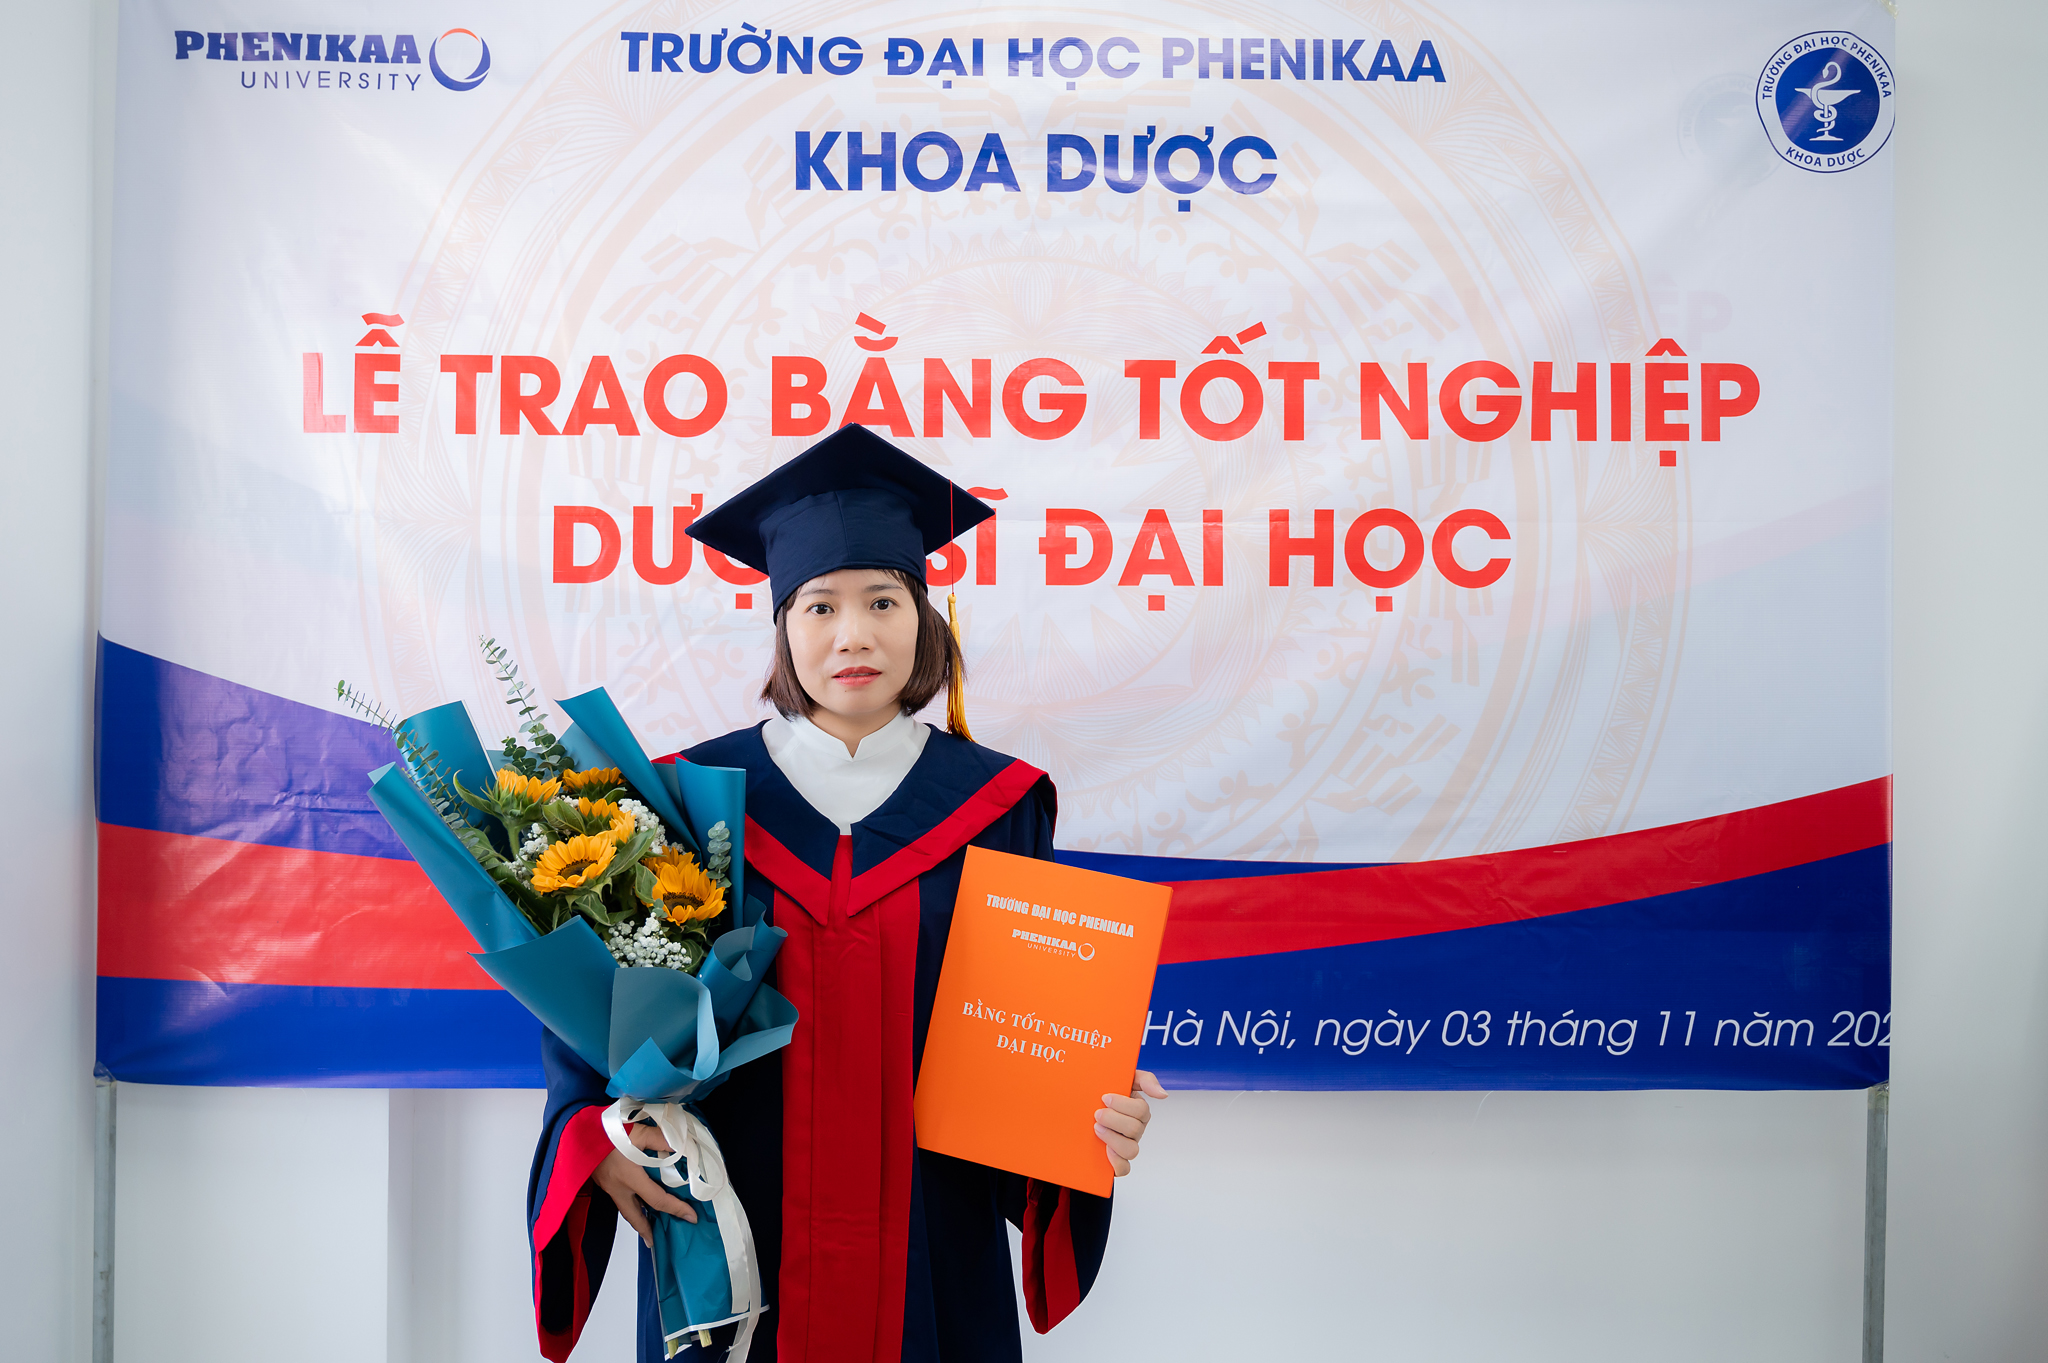 PHENIKAA
UNIVERSITY
TRƯỜNG ĐẠI HỌC PHENIKAA
KHOA DƯỢC
TRƯỜNG ĐẠI HỌC PHENIKAA
KHOA DƯỢC
LỄ TRAO BẰNG TỐT NGHIỆP
SĨ ĐẠI HỌC
TRƯỜNG ĐẠI HỌC PHENIKAA
PHENIKAA
UNIVERSITY
BẰNG TỐT NGHIỆP
ĐẠI HỌC
Hà Nội, ngày 03 tháng 11 năm